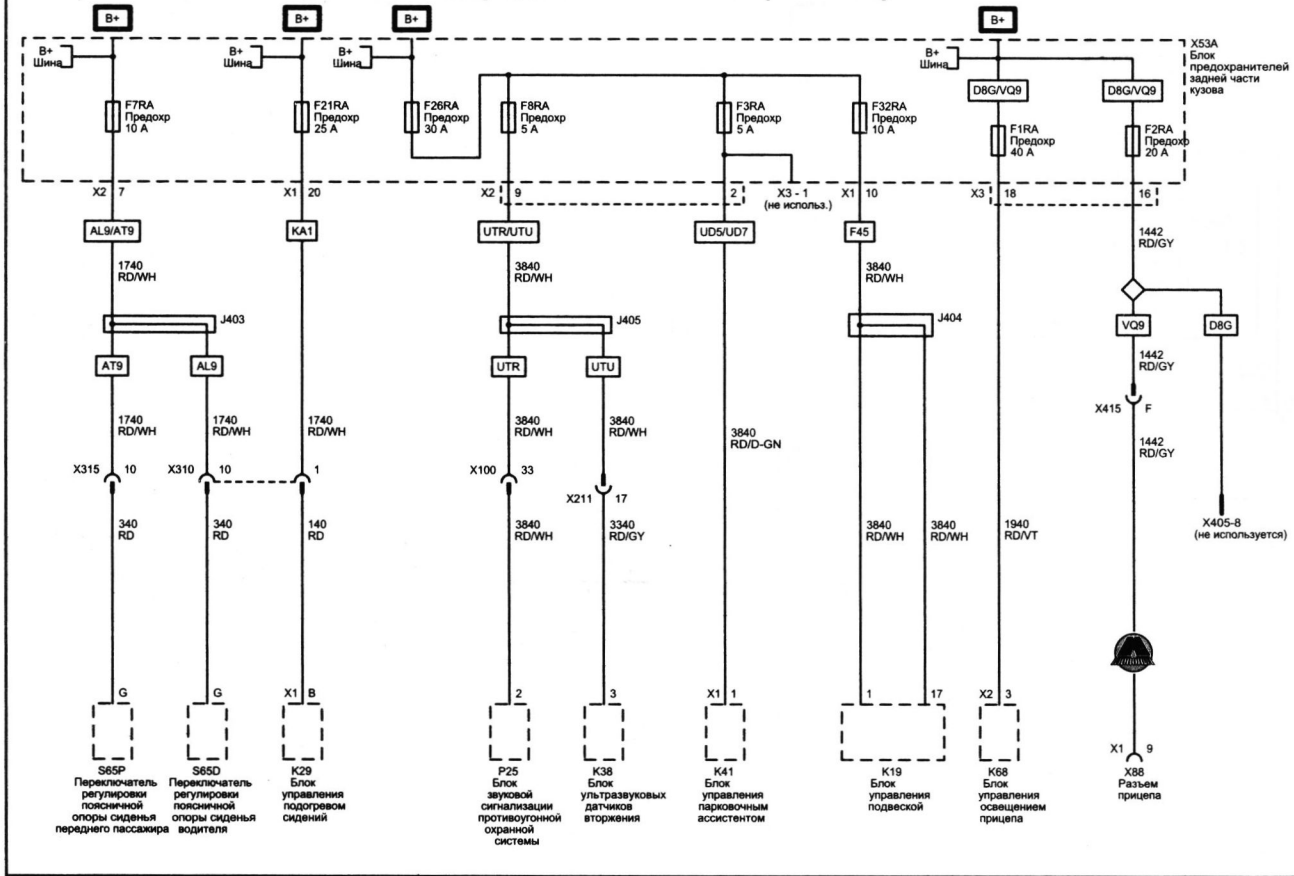 B+
B+
B+
B+
B+
Шина
B+
Шина
B+
Шина
B+
Шина
X53A
Блок
предохранителей
задней части
кузова
D8G/VQ9
D8G/VQ9
F7RA
Предохр
10 A
F21RA
Предохр
25 A
F26RA
Предохр
30 A
F8RA
Предохр
5 A
F3RA
Предохр
5 A
F32RA
Предохр
10 A
F1RA
Предохр
40 A
F2RA
Предохр
20 A
X2 7
X1 20
X2 9
2
X3 - 1
(не использ.)
X1 10
X3 18
16
AL9/AT9
KA1
UTR/UTU
UD5/UD7
F45
1442
RD/GY
1740
RD/WH
3840
RD/WH
3840
RD/WH
J403
J405
J404
VQ9
D8G
AT9
AL9
UTR
UTU
1442
RD/GY
X415 F
1740
RD/WH
1740
RD/WH
1740
RD/WH
3840
RD/WH
3840
RD/WH
3840
RD/D-GN
1442
RD/GY
X315 10
X310 10
1
X100 33
X211 17
340
RD
340
RD
140
RD
3840
RD/WH
3340
RD/GY
3840
RD/WH
3840
RD/WH
1940
RD/VT
X405-8
(не используется)
G
G
X1 B
2
3
X1 1
1
17
X2 3
X1 9
S65P
Переключатель
регулировки
поясничной
опоры сиденья
переднего пассажира
S65D
Переключатель
регулировки
поясничной
опоры сиденья
водителя
K29
Блок
управления
подогревом
сидений
P25
Блок
звуковой
сигнализации
противоугонной
охранной
системы
K38
Блок
ультразвуковых
датчиков
вторжения
K41
Блок
управления
парковочным
ассистентом
K19
Блок
управления
подвеской
K68
Блок
управления
освещением
прицепа
X88
Разъем
прицепа